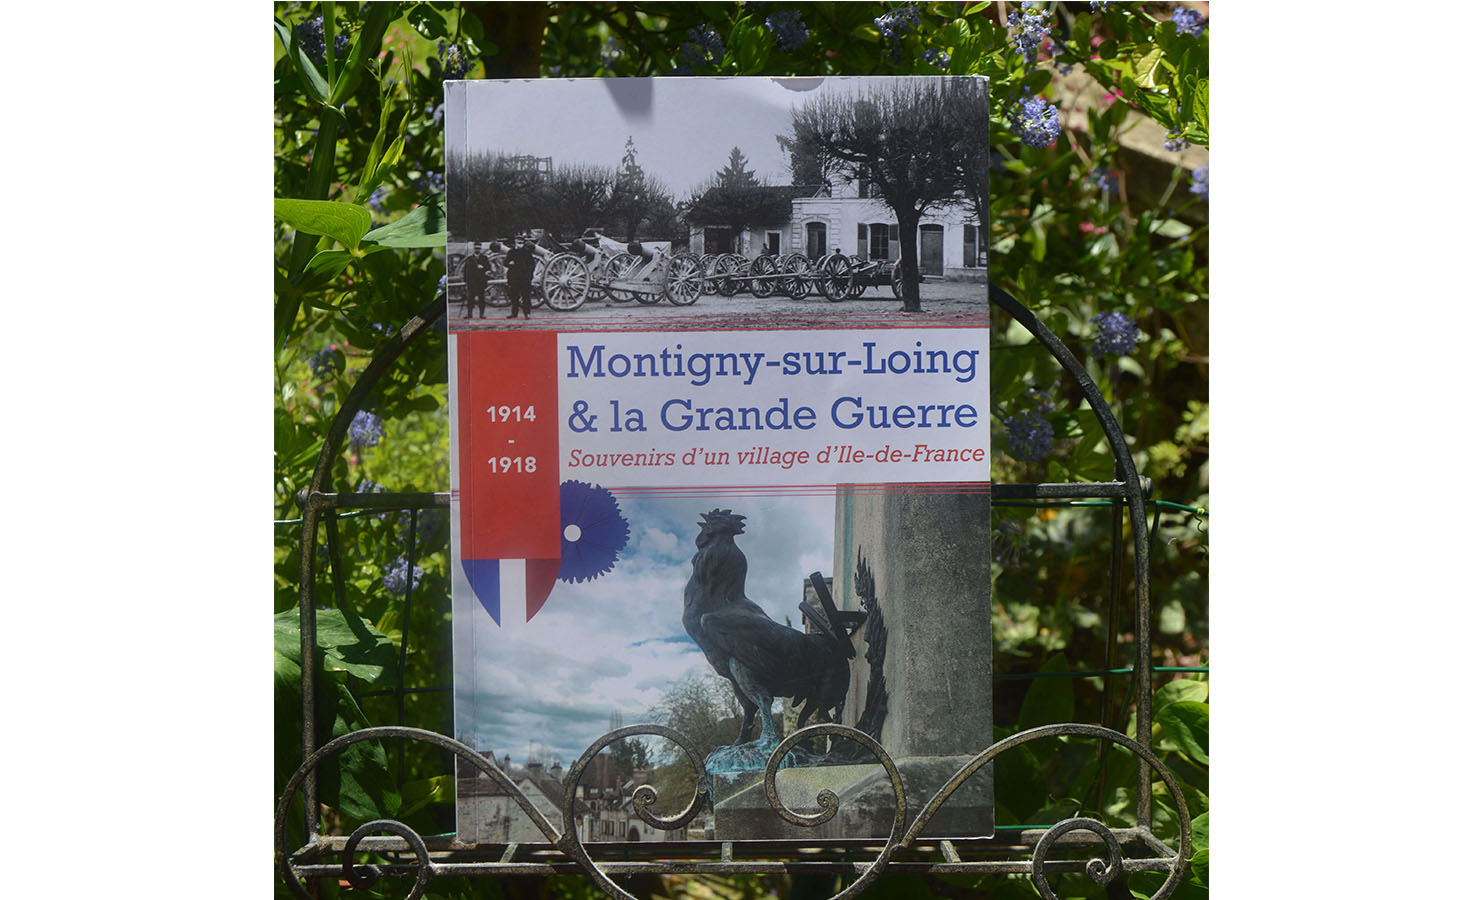 Montigny-sur-Loing
& la Grande Guerre
Souvenirs d'un village d'Ile-de-France
1914
-
1918